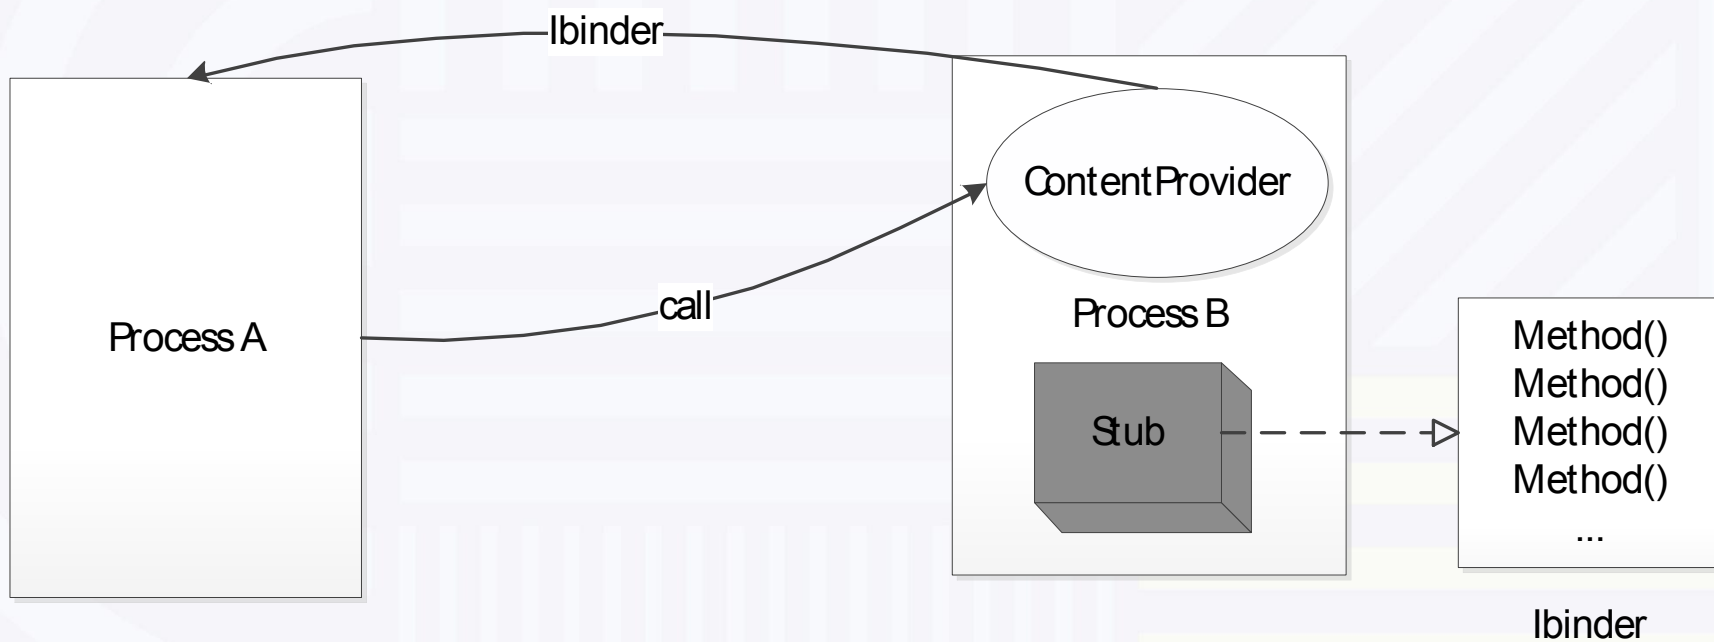 Ibinder
ContentProvider
call
Process B
Process A
Method()
Method()
Stub
Method()
Method()
...
Ibinder